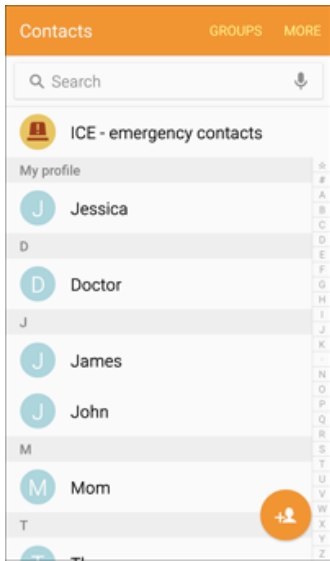 Contacts GROUPS MORE
Search
ICE - emergency contacts
My profile
J Jessica
D
D Doctor
J
J James
J John
M
M Mom
T
#
A
B
C
D
E
F
G
H
I
J
K
N
O
P
Q
R
S
T
U
V
W
X
Y
Z